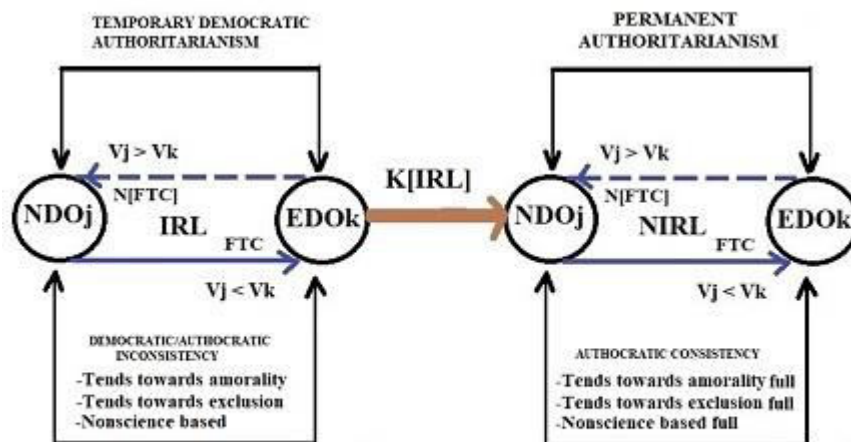 TEMPORARY DEMOCRATIC
AUTHORITARIANISM
PERMANENT
AUTHORITARIANISM
Vj > Vk
N[FTC]
NDOj
IRL
EDOk
FTC
Vj < Vk
K[IRL]
Vj > Vk
N[FTC]
NDOj
NIRL
EDOk
FTC
Vj < Vk
DEMOCRATIC/AUTHOCRATIC
INCONSISTENCY
-Tends towards amorality
-Tends towards exclusion
-Nonscience based
AUTHOCRATIC CONSISTENCY
-Tends towards amorality full
-Tends towards exclusion full
-Nonscience based full